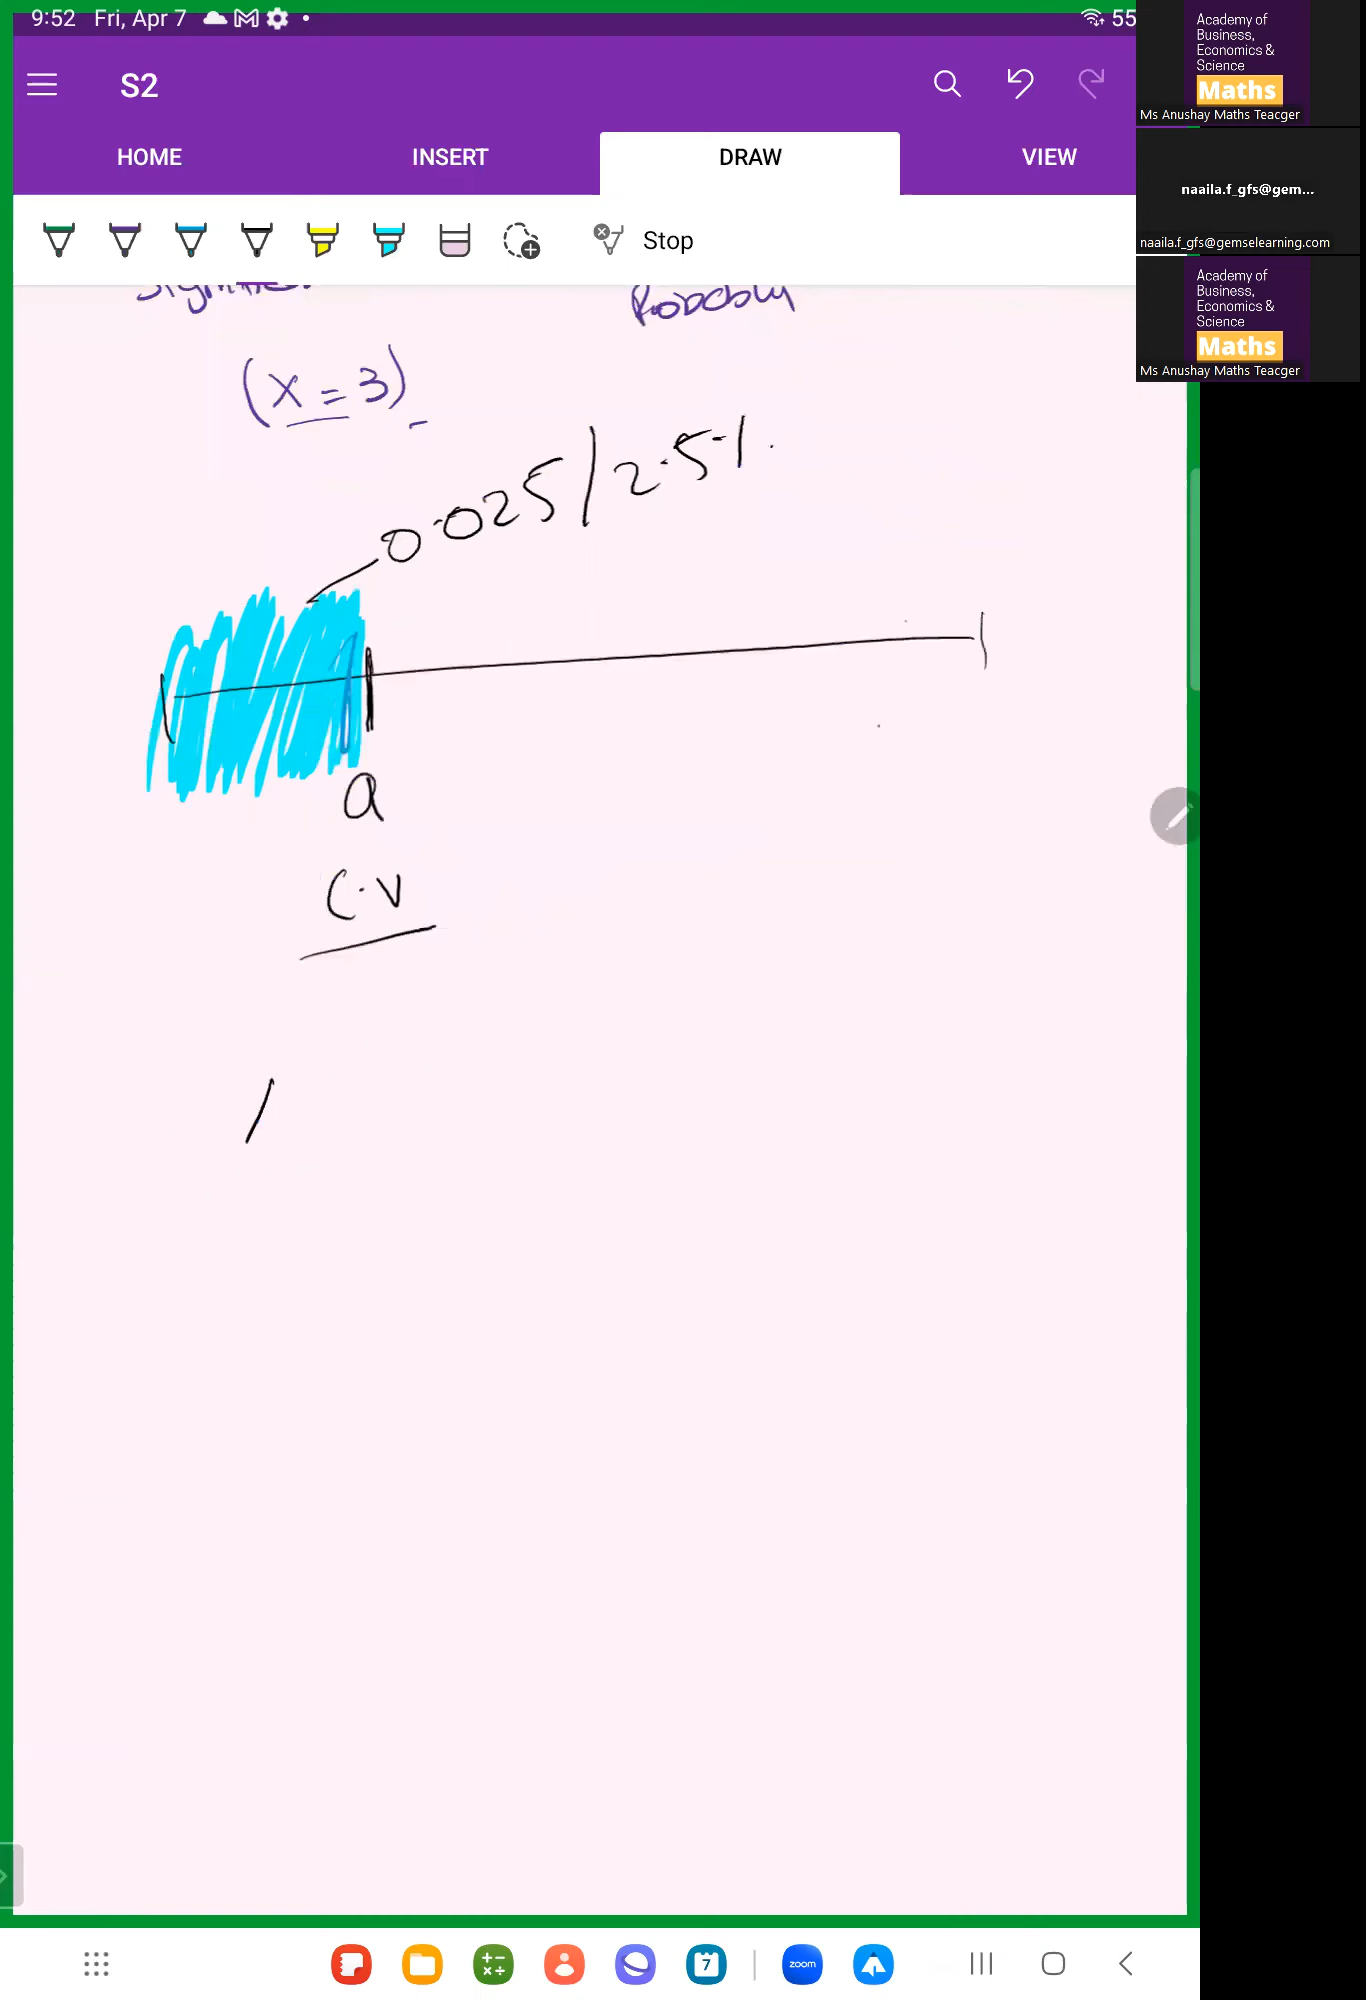 9:52 Fri, Apr 7
55
S2
HOME INSERT DRAW VIEW
Stop
Academy of
Business,
Economics &
Science
Maths
Ms Anushay Maths Teacger
naaila.f_gfs@gem...
naaila.f_gfs@gemselearning.com
Academy of
Business,
Economics &
Science
Maths
Ms Anushay Maths Teacger
(x = 3)
0.025 / 2.5%
a
C.V
7
zoom